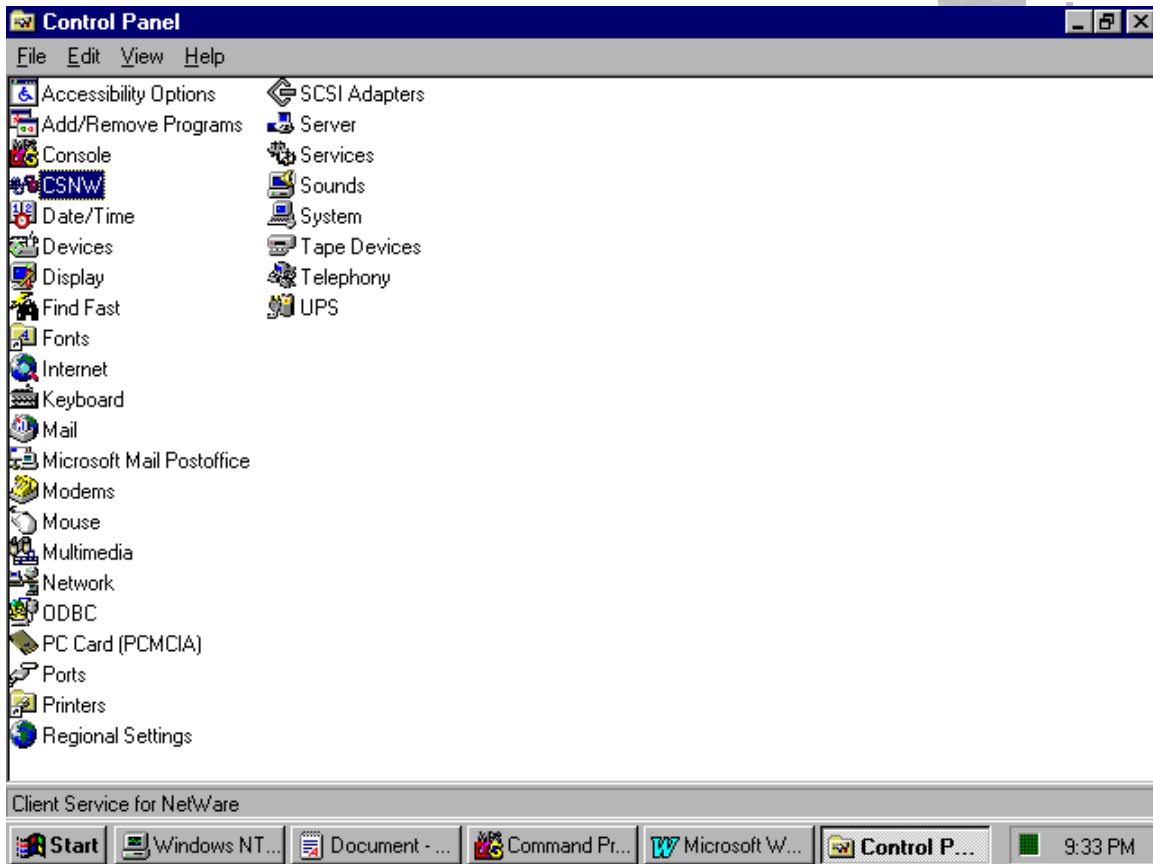 Control Panel
File Edit View Help
Accessibility Options
Add/Remove Programs
Console
CSNW
Date/Time
Devices
Display
Find Fast
Fonts
Internet
Keyboard
Mail
Microsoft Mail Postoffice
Modems
Mouse
Multimedia
Network
ODBC
PC Card (PCMCIA)
Ports
Printers
Regional Settings
SCSI Adapters
Server
Services
Sounds
System
Tape Devices
Telephony
UPS
Client Service for NetWare
Start Windows NT... Document - ... Command Pr... Microsoft W... Control P... 9:33 PM